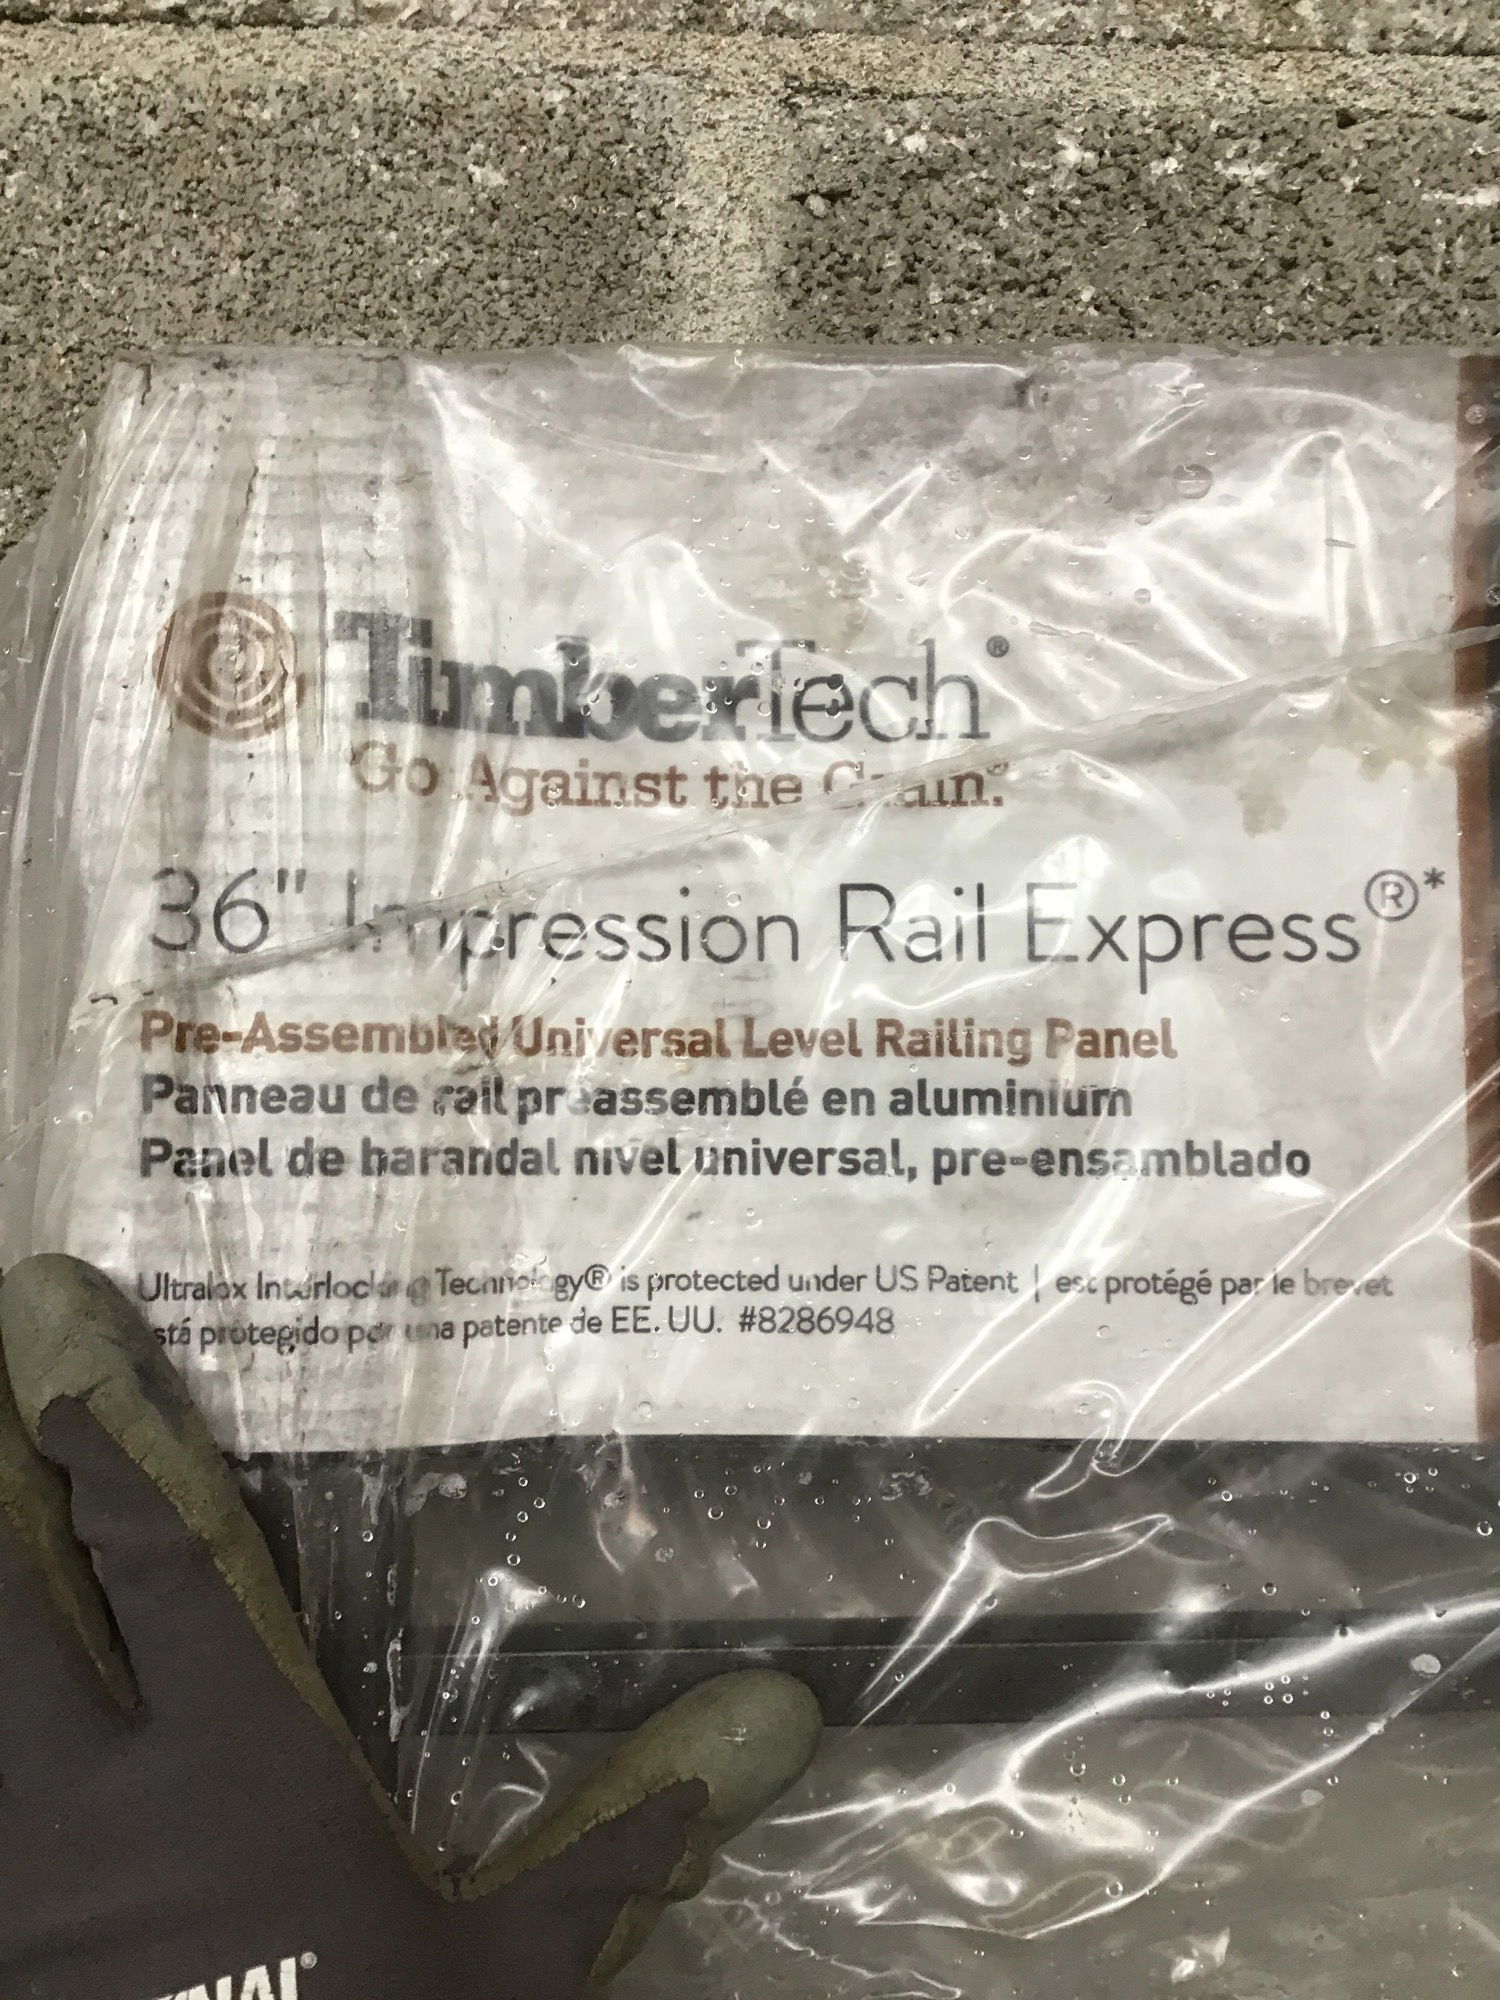 TimberTech®
Go Against the Grain.®
36" Impression Rail Express®*
Pre-Assembled Universal Level Railing Panel
Panneau de rail préassemblé en aluminium
Panel de barandal nivel universal, pre-ensamblado
Ultralox Interlocking Technology® is protected under US Patent | est protégé par le brevet
está protegido por una patente de EE. UU. #8286948